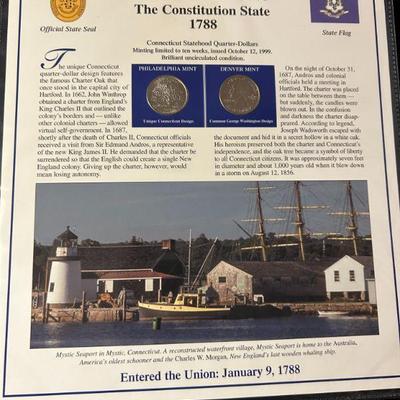 The Constitution State
1788
Official State Seal
State Flag
Connecticut Statehood Quarter-Dollars
Minting limited to ten weeks, issued October 12, 1999.
Brilliant uncirculated condition.
PHILADELPHIA MINT
DENVER MINT
Unique Connecticut Design
Common George Washington Design
The unique Connecticut
quarter-dollar design features
the famous Charter Oak that
once stood in the capital city of
Hartford. In 1662, John Winthrop
obtained a charter from England's
King Charles II that outlined the
colony's borders and — unlike
other colonial charters — allowed
virtual self-government. In 1687,
shortly after the death of Charles II, Connecticut officials
received a visit from Sir Edmund Andros, a representa-
tive of the new King James II. He demanded that the charter be
surrendered so that the English could create a single New
England colony. Giving up the charter, however, would
mean losing autonomy.
On the night of October 31,
1687, Andros and colonial
officials held a meeting in
Hartford. The charter was placed
on the table between them —
but suddenly, the candles were
blown out. In the confusion
and darkness the charter disap-
peared. According to legend,
Joseph Wadsworth escaped with
the document and hid it in a secret hollow in a white oak.
His heroism preserved both the charter and Connecticut's
independence, and the oak tree became a symbol of liberty
to all Connecticut citizens. It was approximately seven feet
in diameter and about 1,000 years old when it blew down
in a storm on August 12, 1856.
Mystic Seaport in Mystic, Connecticut. A reconstructed waterfront village, Mystic Seaport is home to the Australia,
America's oldest schooner and the Charles W. Morgan, New England's last wooden whaling ship.
Entered the Union: January 9, 1788